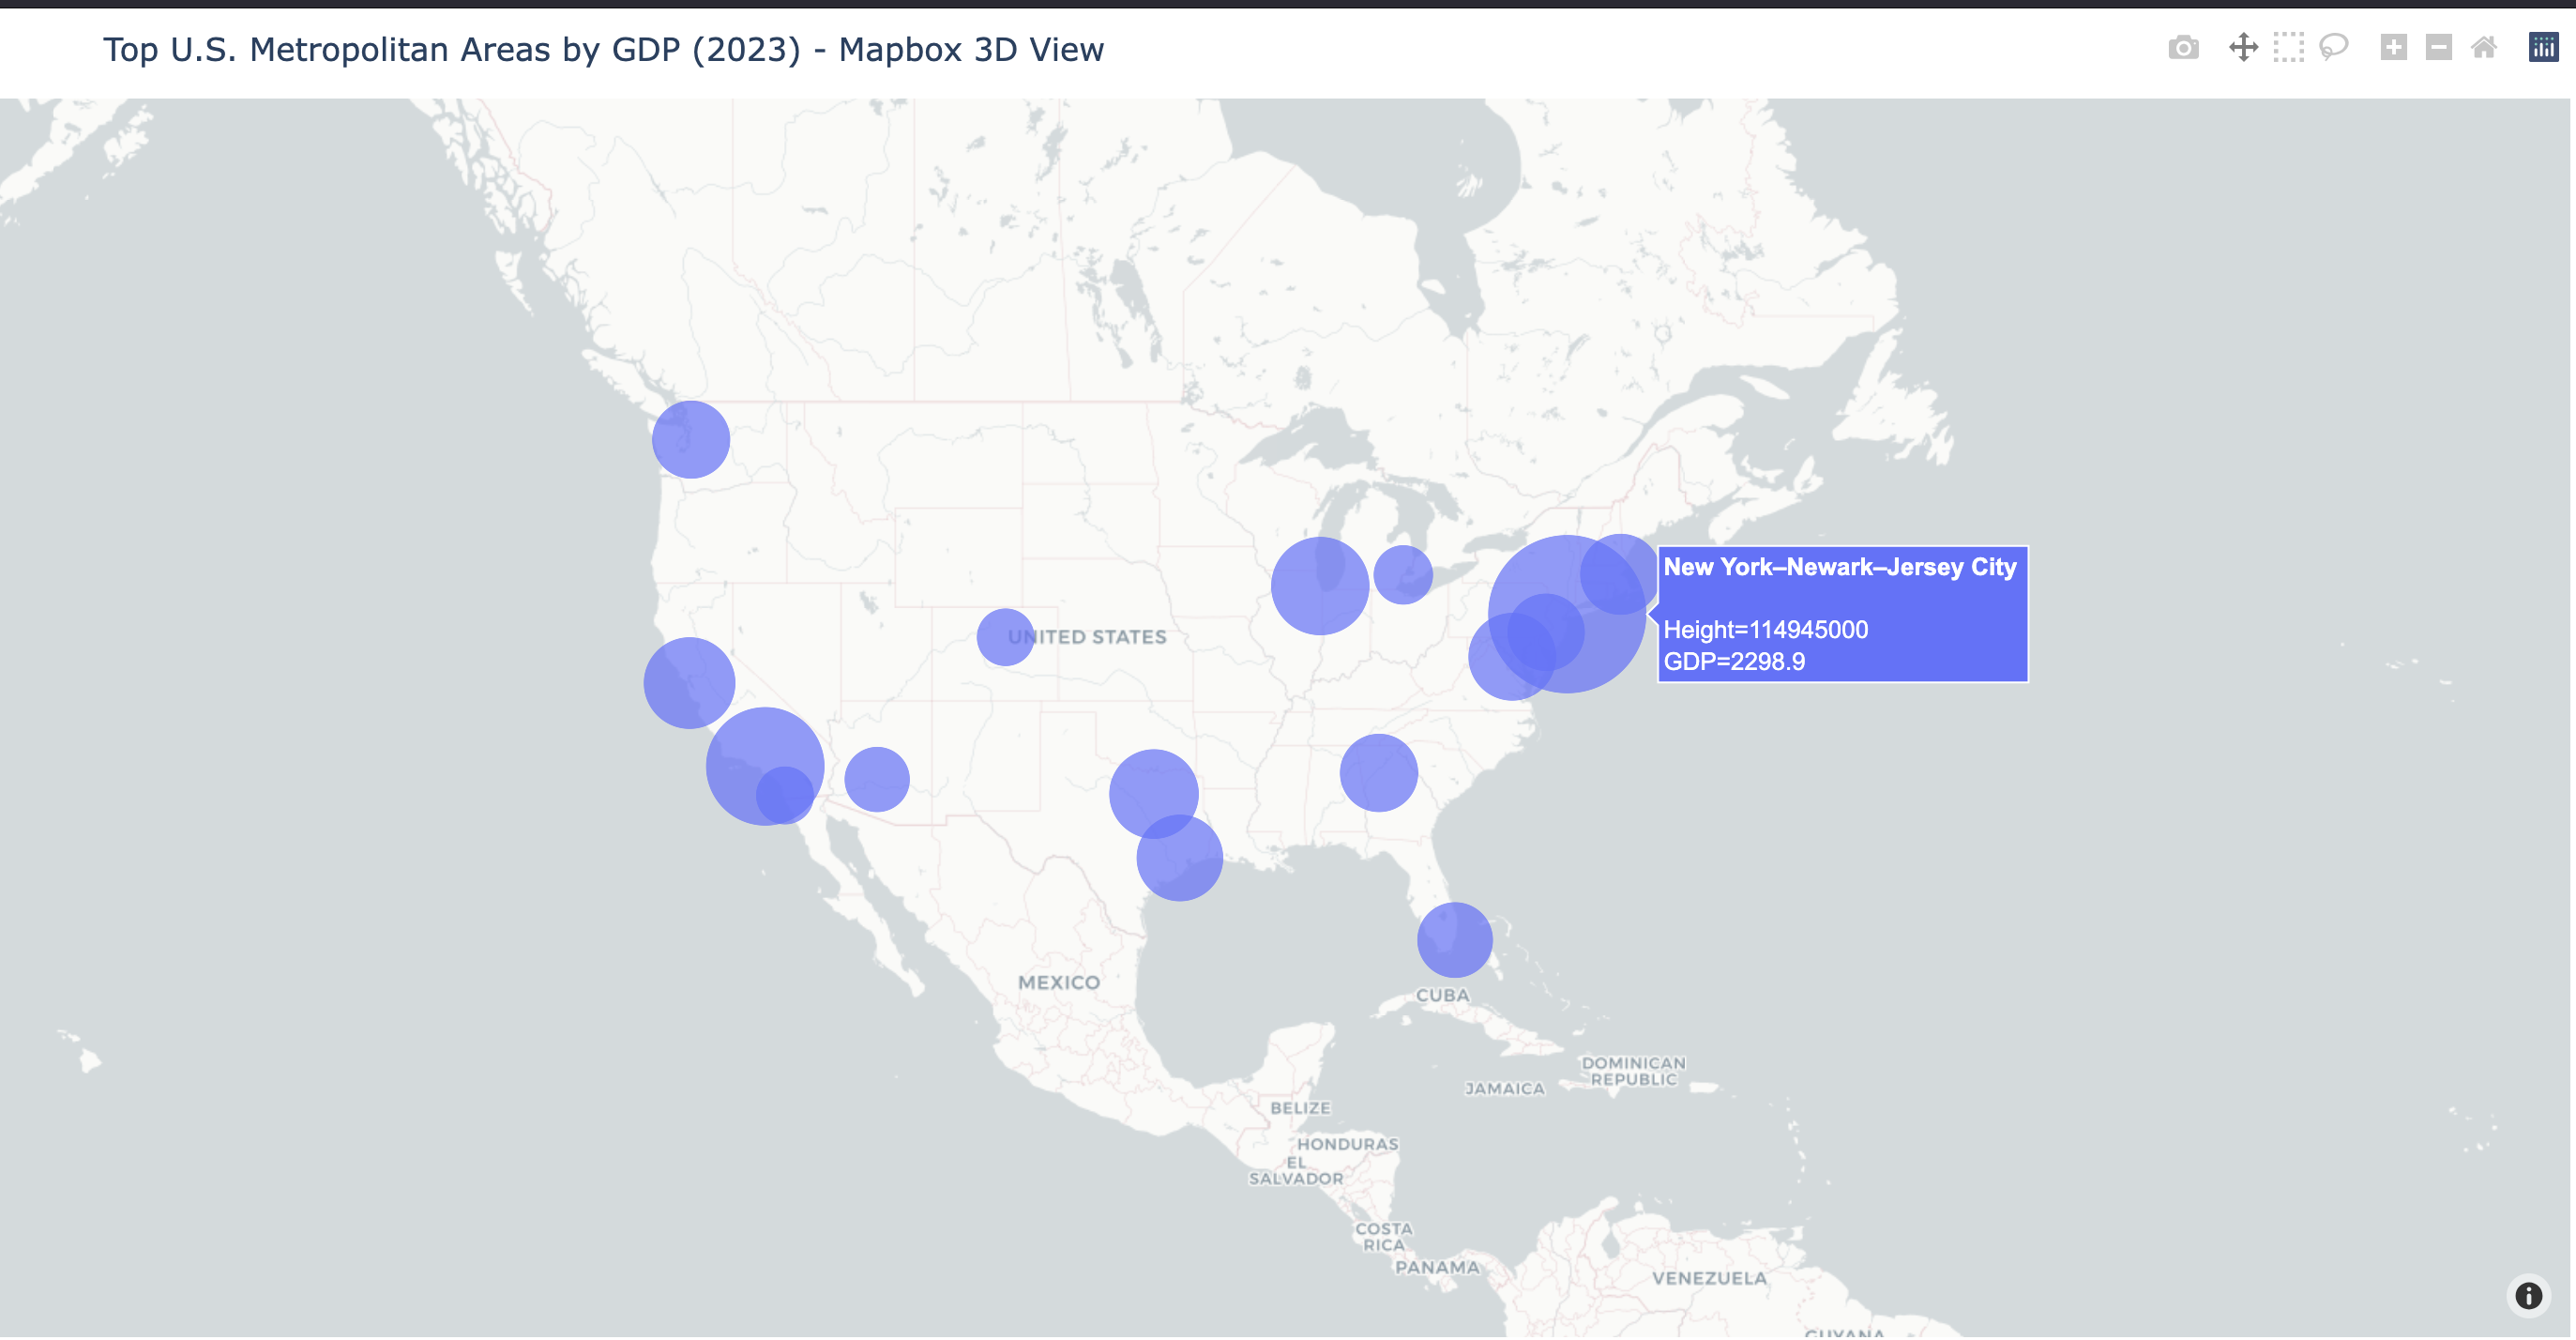 Top U.S. Metropolitan Areas by GDP (2023) - Mapbox 3D View
New York–Newark–Jersey City
Height=114945000
GDP=2298.9
UNITED STATES
MEXICO
CUBA
DOMINICAN
REPUBLIC
JAMAICA
BELIZE
HONDURAS
EL
SALVADOR
COSTA
RICA
PANAMA
VENEZUELA
GUYANA